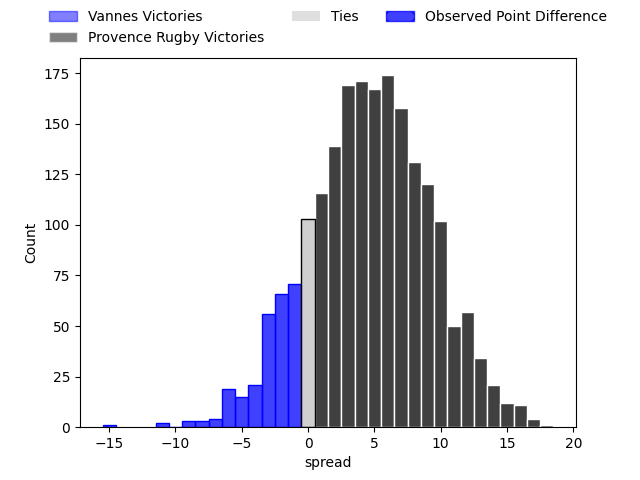 Vannes Victories
Provence Rugby Victories
Ties
Observed Point Difference
175
150
125
100
75
50
25
0
Count
−15 −10 −5 0 5 10 15 20
spread